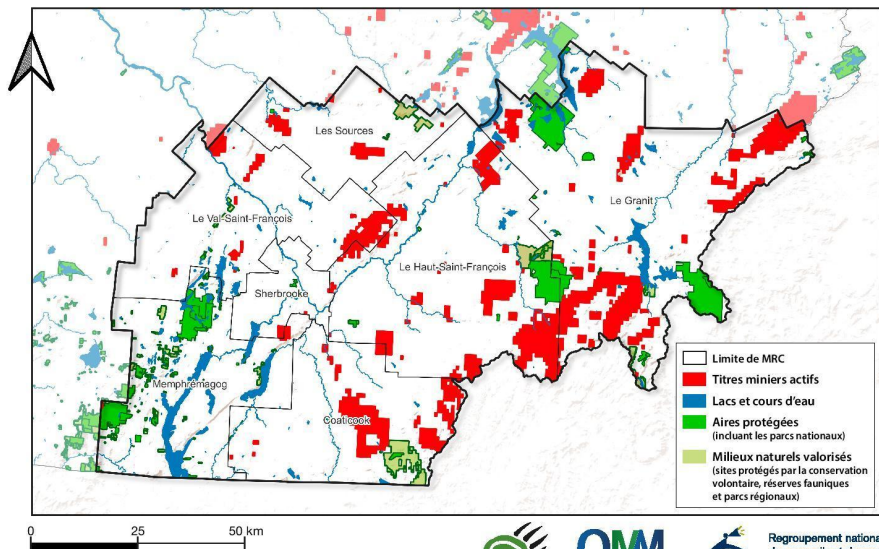 Les Sources
Le Granit
Le Val-Saint-François
Le Haut-Saint-François
Sherbrooke
Memphrémagog
Coaticook
Limite de MRC
Titres miniers actifs
Lacs et cours d'eau
Aires protégées
(incluant les parcs nationaux)
Milieux naturels valorisés
(sites protégés par la conservation
volontaire, réserves fauniques
et parcs régionaux)
0 25 50 km
QMM
Regroupement national